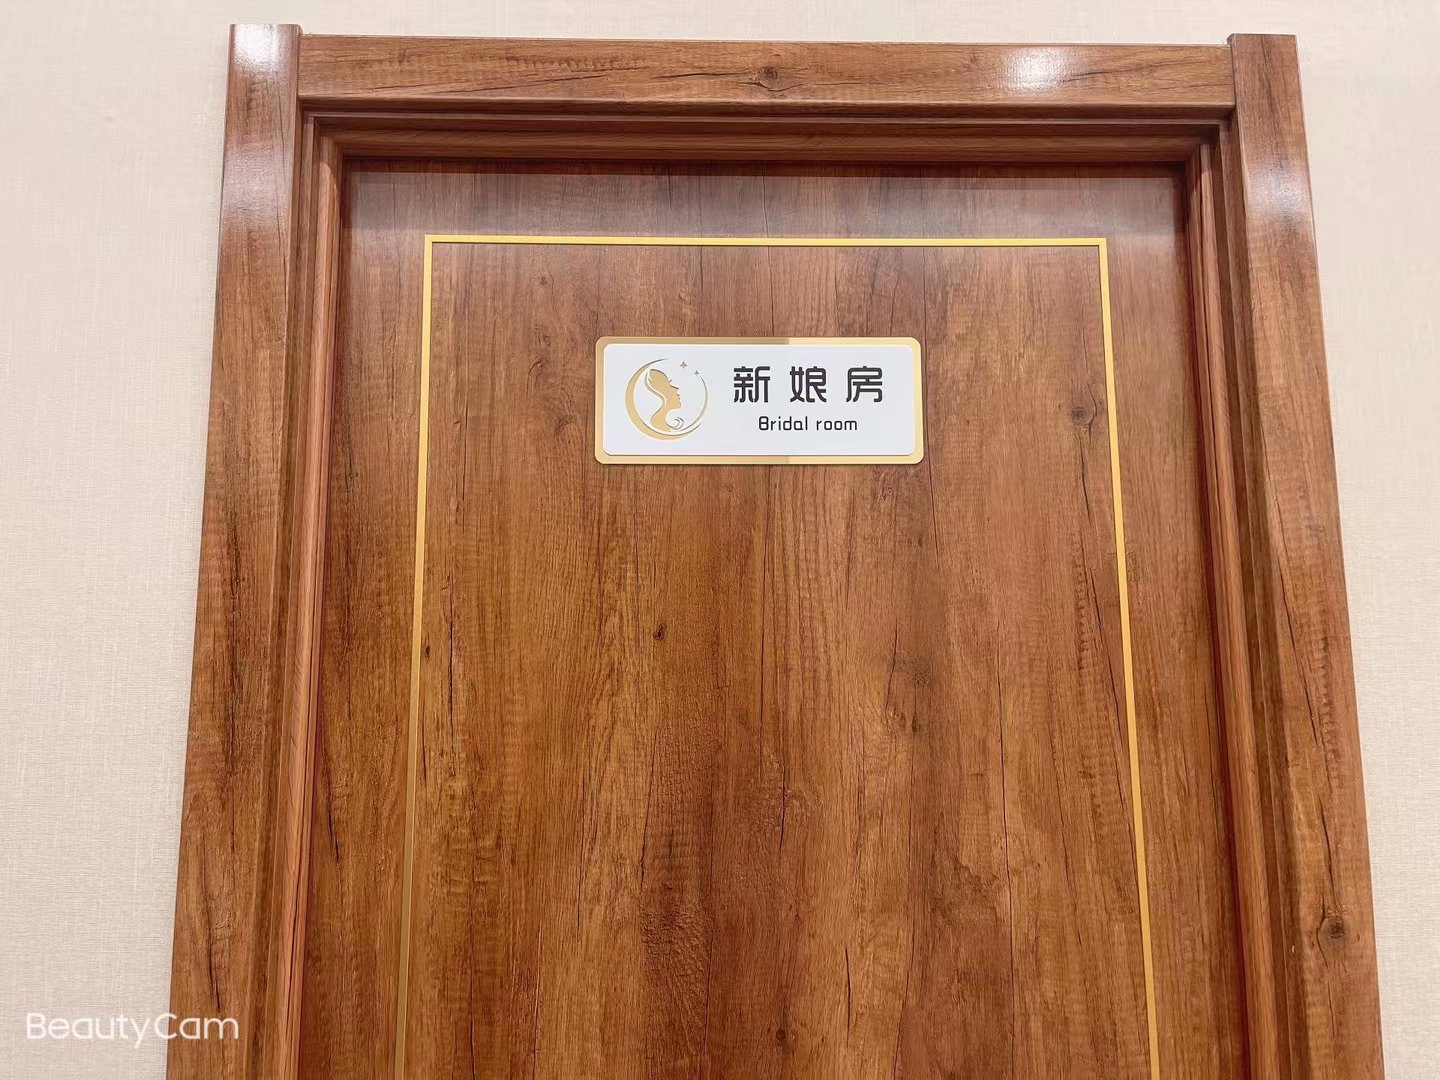 新娘房
Bridal room
BeautyCam